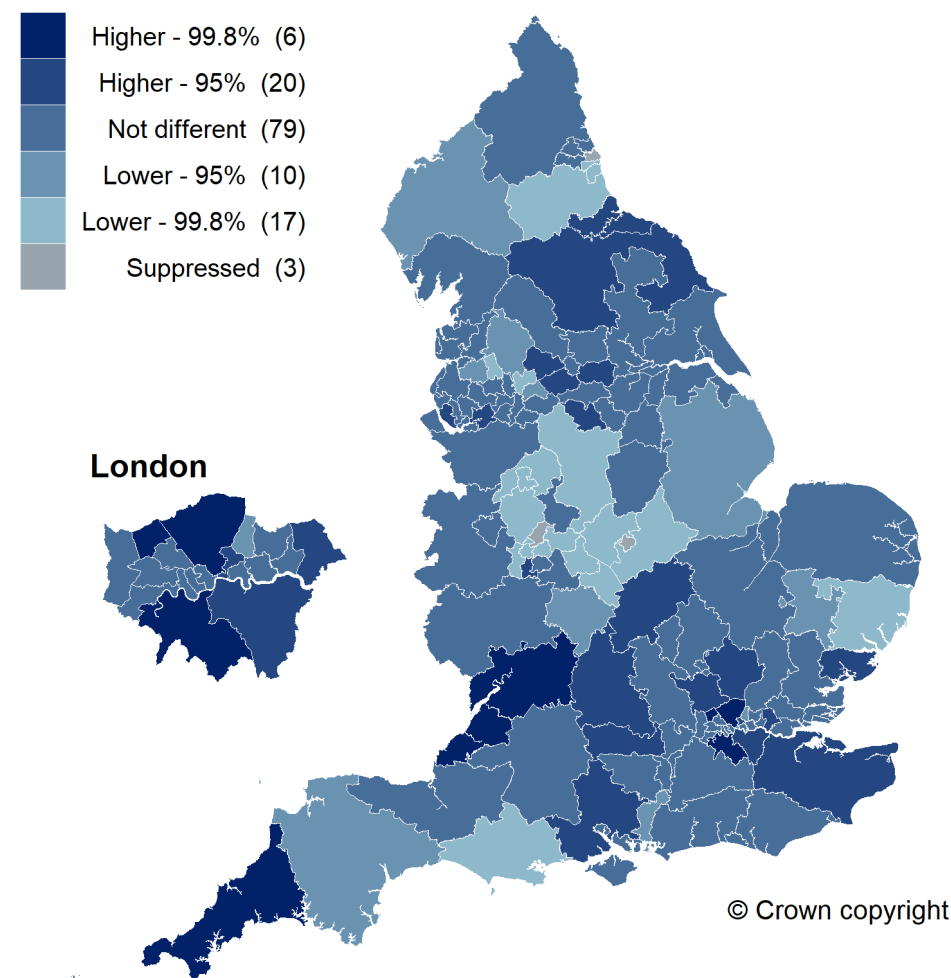 Higher - 99.8% (6)
Higher - 95% (20)
Not different (79)
Lower - 95% (10)
Lower - 99.8% (17)
Suppressed (3)
London
© Crown copyright